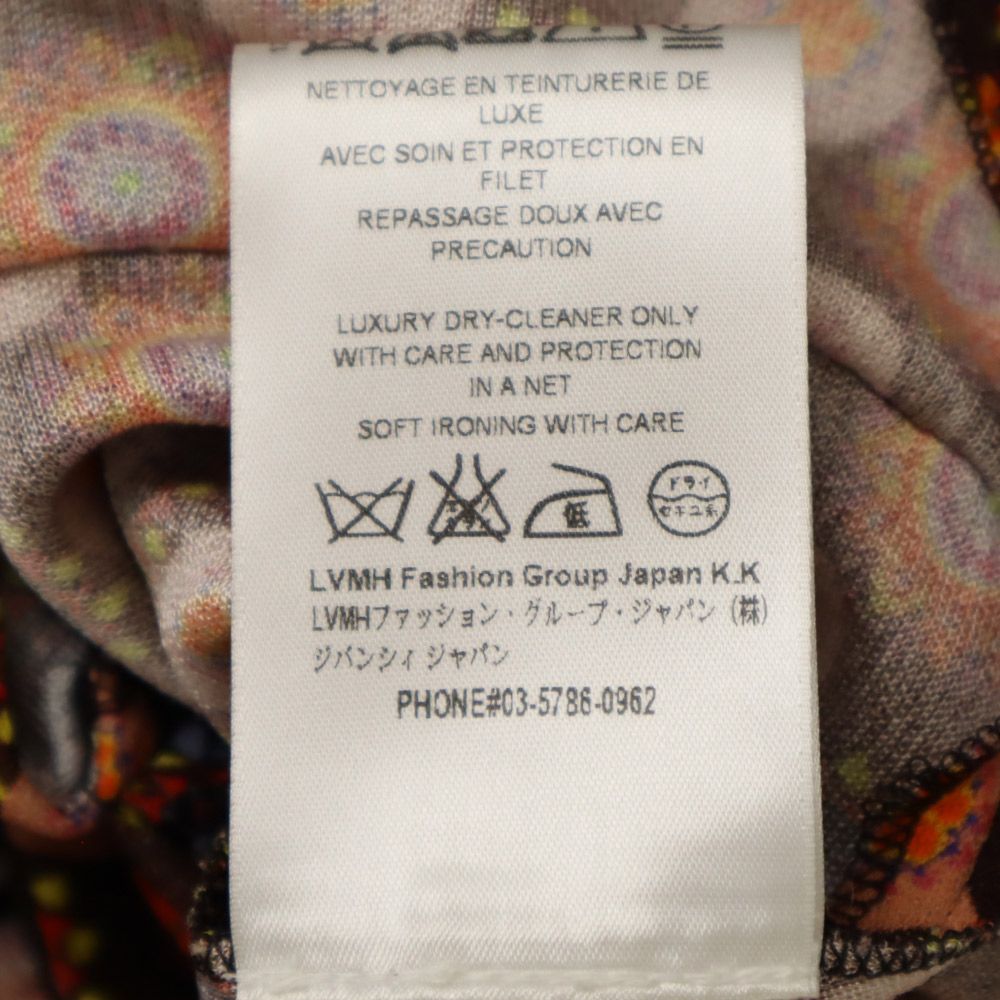 NETTOYAGE EN TEINTURERIE DE
LUXE
AVEC SOIN ET PROTECTION EN
FILET
REPASSAGE DOUX AVEC
PRECAUTION
LUXURY DRY-CLEANER ONLY
WITH CARE AND PROTECTION
IN A NET
SOFT IRONING WITH CARE
低
ドライ
セキユ系
LVMH Fashion Group Japan K.K
LVMHファッション・グループ・ジャパン (株)
ジバンシィ ジャパン
PHONE#03-5786-0962